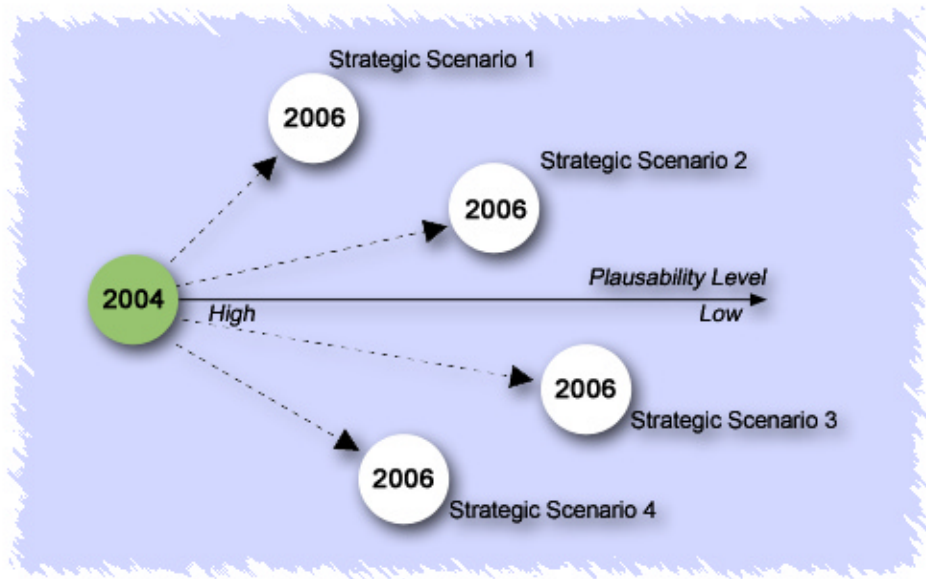 Strategic Scenario 1
2006
Strategic Scenario 2
2006
Plausability Level
2004
High
Low
2006
Strategic Scenario 3
2006
Strategic Scenario 4